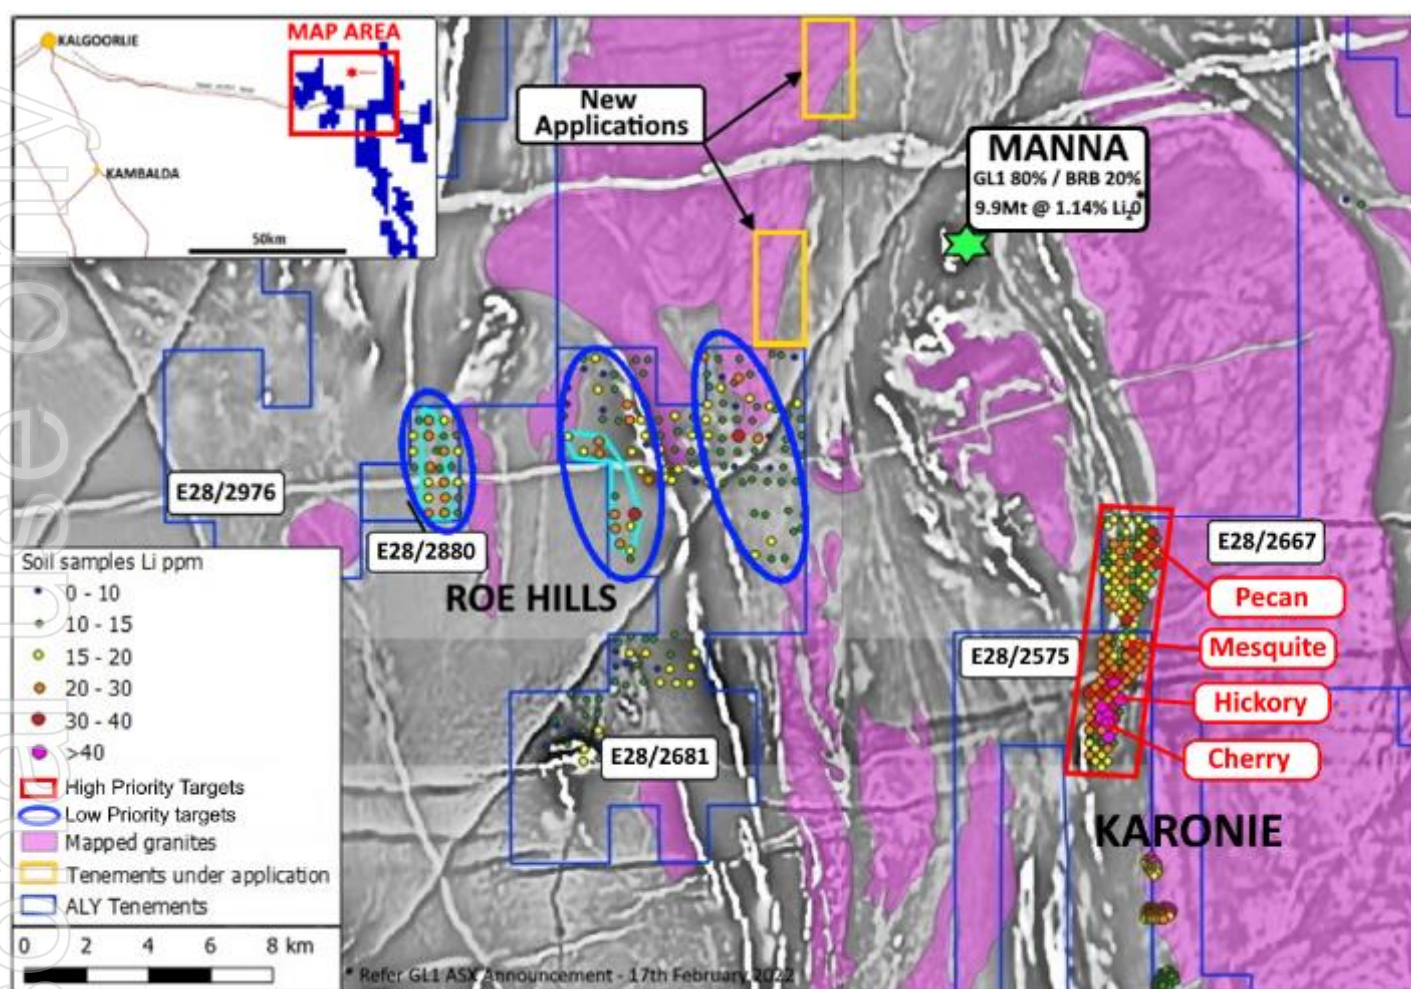 KALGOORLIE
MAP AREA
KAMBALDA
50km
New
Applications
MANNA
GL1 80% / BRB 20%
9.9Mt @ 1.14% Li2O*
E28/2976
E28/2880
ROE HILLS
E28/2667
Pecan
Mesquite
E28/2575
Hickory
Cherry
E28/2681
KARONIE
Soil samples Li ppm
0 - 10
10 - 15
15 - 20
20 - 30
30 - 40
>40
High Priority Targets
Low Priority targets
Mapped granites
Tenements under application
ALY Tenements
0 2 4 6 8 km
* Refer GL1 ASX Announcement - 17th February 2022